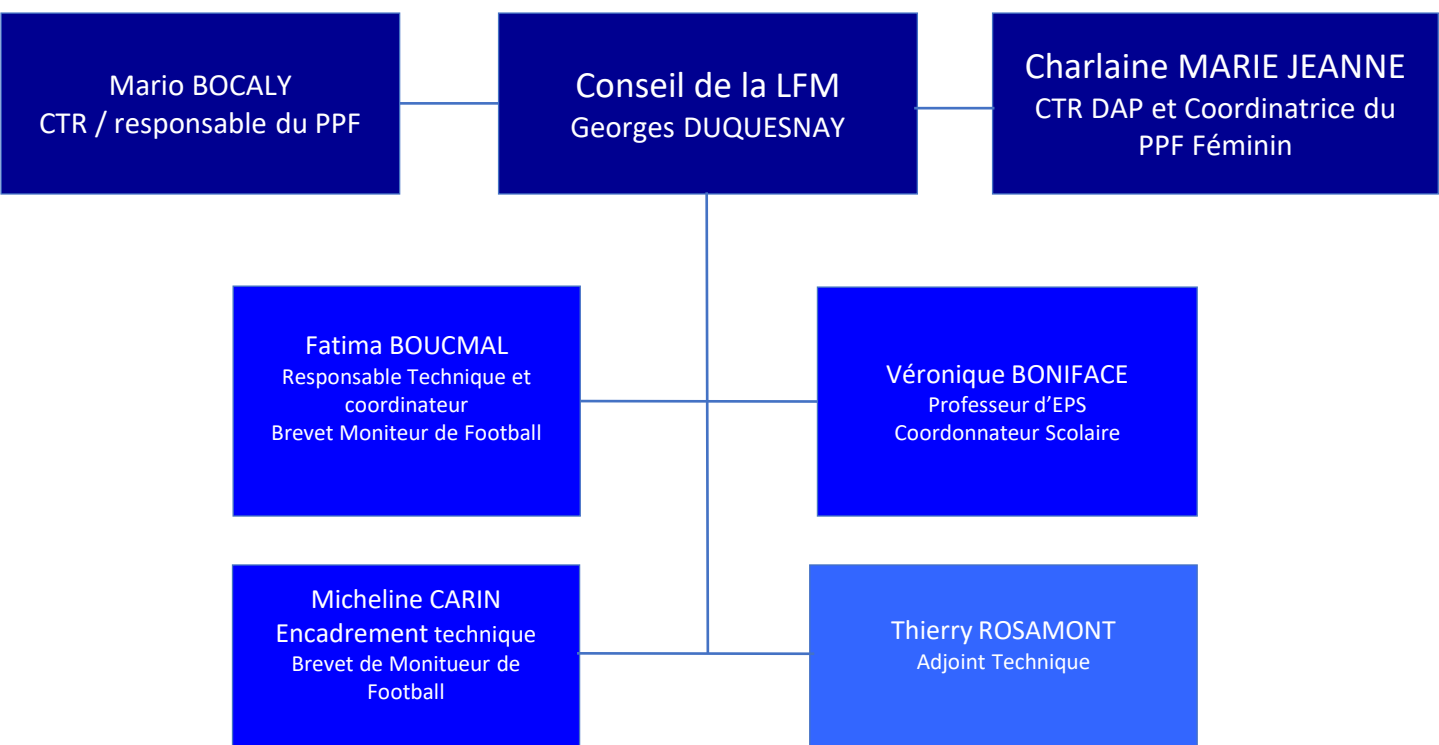 Mario BOCALY
CTR / responsable du PPF
Conseil de la LFM
Georges DUQUESNAY
Charlaine MARIE JEANNE
CTR DAP et Coordinatrice du
PPF Féminin
Fatima BOUCMAL
Responsable Technique et
coordinateur
Brevet Moniteur de Football
Véronique BONIFACE
Professeur d’EPS
Coordonnateur Scolaire
Micheline CARIN
Encadrement technique
Brevet de Monitueur de
Football
Thierry ROSAMONT
Adjoint Technique